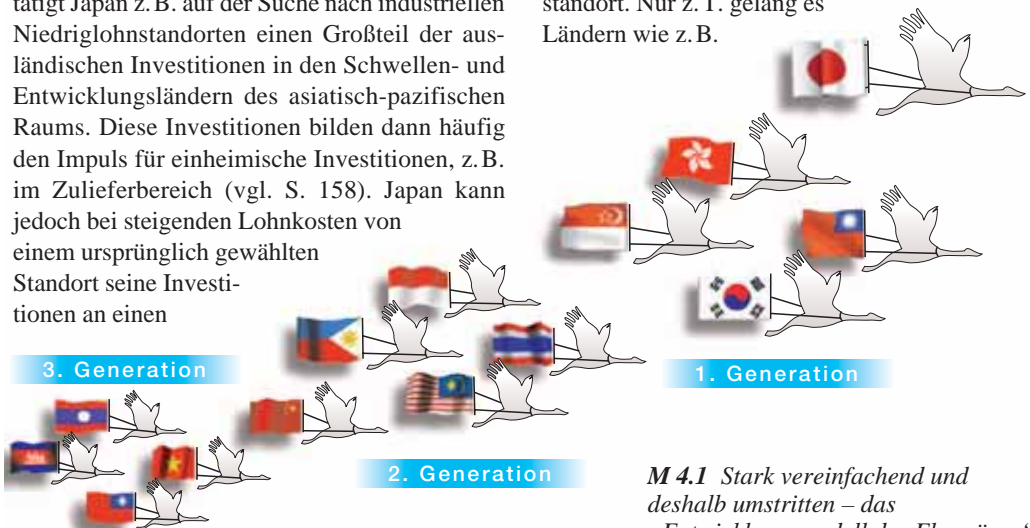 tätigt Japan z. B. auf der Suche nach industriellen
Niedriglohnstandorten einen Großteil der aus-
ländischen Investitionen in den Schwellen- und
Entwicklungsländern des asiatisch-pazifischen
Raums. Diese Investitionen bilden dann häufig
den Impuls für einheimische Investitionen, z. B.
im Zulieferbereich (vgl. S. 158). Japan kann
jedoch bei steigenden Lohnkosten von
einem ursprünglich gewählten
Standort seine Investi-
tionen an einen
standort. Nur z. T. gelang es
Ländern wie z. B.
3. Generation
2. Generation
1. Generation
M 4.1 Stark vereinfachend und
deshalb umstritten – das